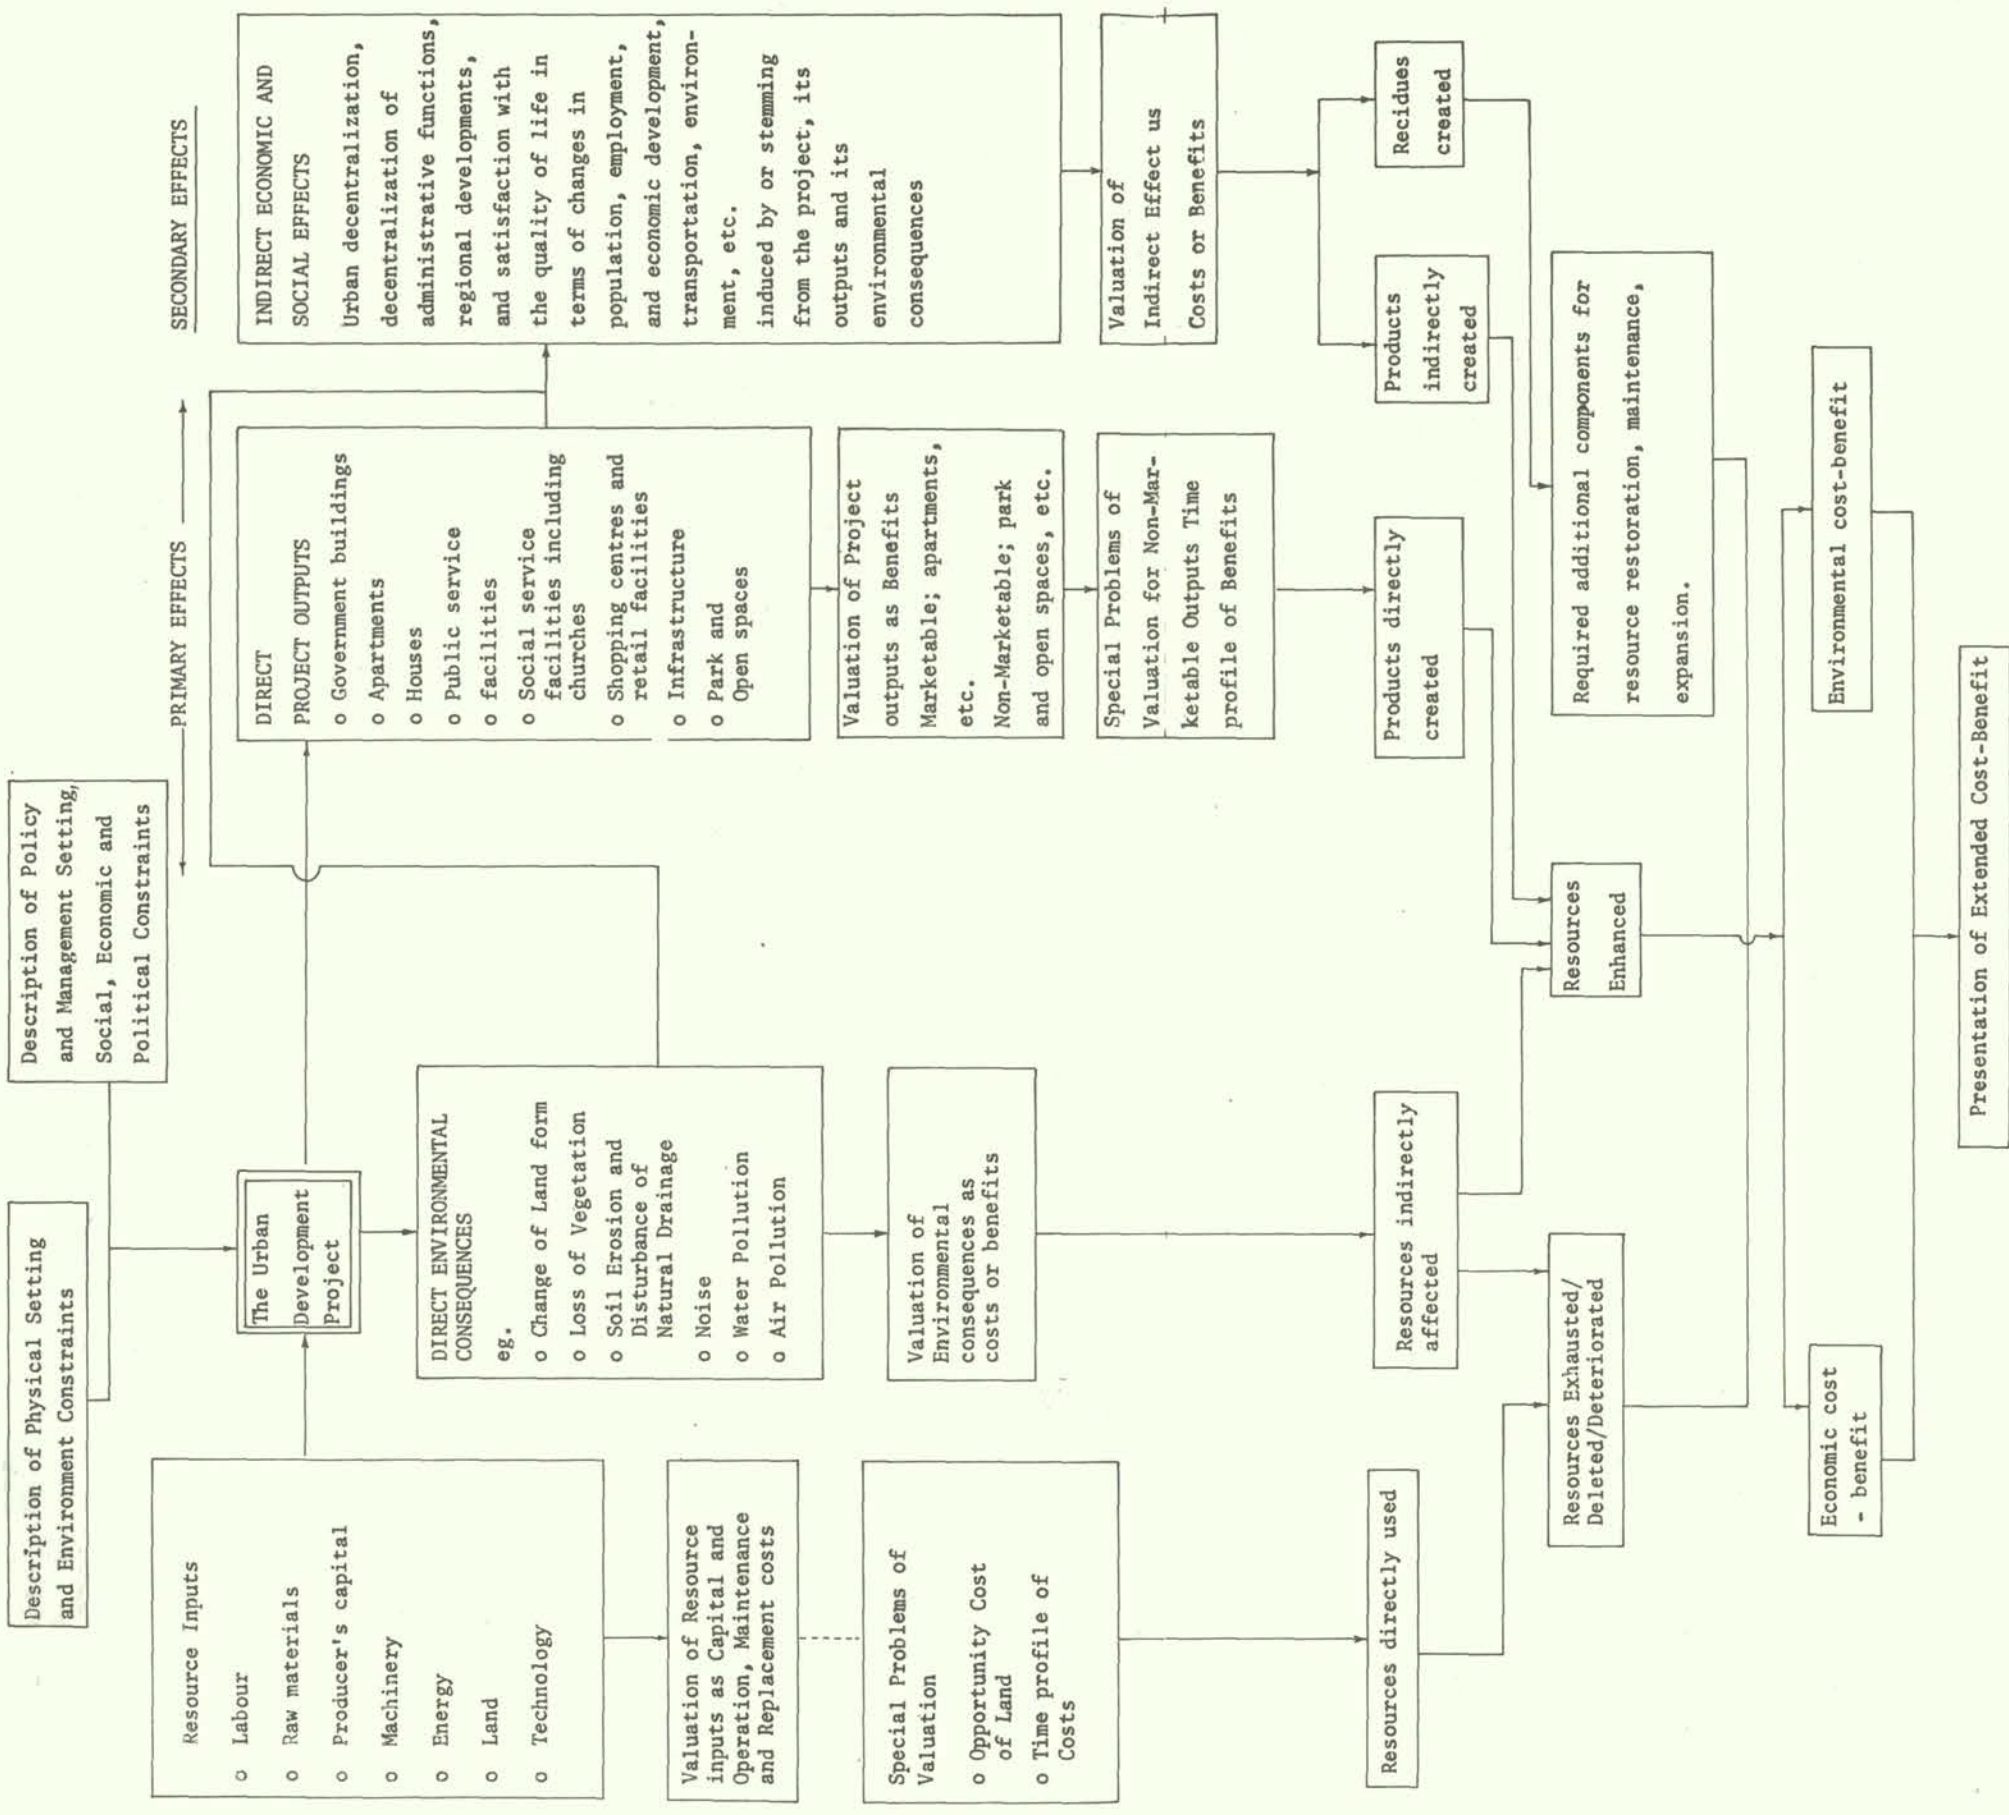 Description of Physical Setting
and Environment Constraints
Description of Policy
and Management Setting,
Social, Economic and
Political Constraints
PRIMARY EFFECTS
SECONDARY EFFECTS
Resource Inputs
o Labour
o Raw materials
o Producer's capital
o Machinery
o Energy
o Land
o Technology
The Urban
Development
Project
DIRECT
PROJECT OUTPUTS
o Government buildings
o Apartments
o Houses
o Public service
o facilities
o Social service
facilities including
churches
o Shopping centres and
retail facilities
o Infrastructure
o Park and
Open spaces
INDIRECT ECONOMIC AND
SOCIAL EFFECTS
Urban decentralization,
decentralization of
administrative functions,
regional developments,
and satisfaction with
the quality of life in
terms of changes in
population, employment,
and economic development,
transportation, environ-
ment, etc.
induced by or stemming
from the project, its
outputs and its
environmental
consequences
DIRECT ENVIRONMENTAL
CONSEQUENCES
eg.
o Change of Land form
o Loss of Vegetation
o Soil Erosion and
Disturbance of
Natural Drainage
o Noise
o Water Pollution
o Air Pollution
Valuation of Resource
inputs as Capital and
Operation, Maintenance
and Replacement costs
Valuation of
Environmental
consequences as
costs or benefits
Valuation of Project
outputs as Benefits
Marketable; apartments,
etc.
Non-Marketable; park
and open spaces, etc.
Special Problems of
Valuation
o Opportunity Cost
of Land
o Time profile of
Costs
Special Problems of
Valuation for Non-Mar-
ketable Outputs Time
profile of Benefits
Valuation of
Indirect Effect us
Costs or Benefits
Resources directly used
Resources indirectly
affected
Products directly
created
Products
indirectly
created
Recidues
created
Resources Exhausted/
Deleted/Deteriorated
Resources
Enhanced
Required additional components for
resource restoration, maintenance,
expansion.
Economic cost
- benefit
Environmental cost-benefit
Presentation of Extended Cost-Benefit